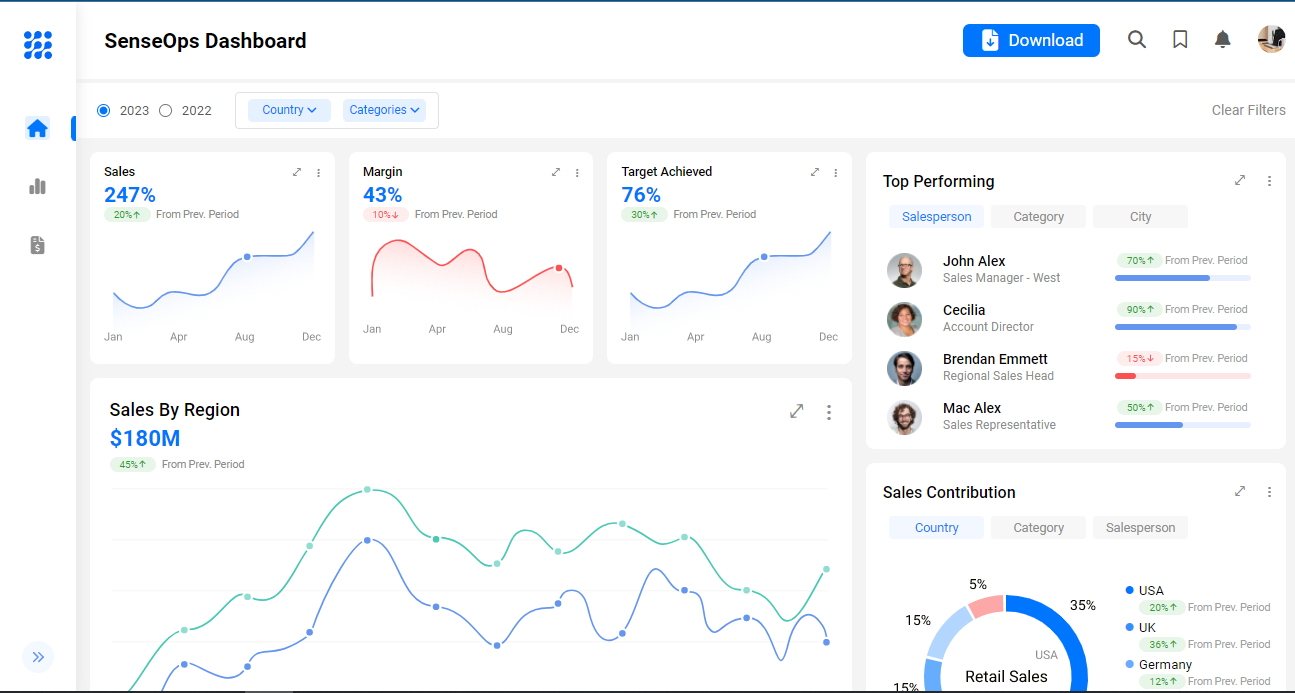 SenseOps Dashboard
Download
2023
2022
Country
Categories
Clear Filters
Sales
247%
20%↑ From Prev. Period
Jan Apr Aug Dec
Margin
43%
10%↓ From Prev. Period
Jan Apr Aug Dec
Target Achieved
76%
30%↑ From Prev. Period
Jan Apr Aug Dec
Top Performing
Salesperson Category City
John Alex
70%↑ From Prev. Period
Sales Manager - West
Cecilia
90%↑ From Prev. Period
Account Director
Brendan Emmett
15%↓ From Prev. Period
Regional Sales Head
Mac Alex
50%↑ From Prev. Period
Sales Representative
Sales By Region
$180M
45%↑ From Prev. Period
Sales Contribution
Country Category Salesperson
5%
35%
15%
15%
USA
Retail Sales
USA
20%↑ From Prev. Period
UK
36%↑ From Prev. Period
Germany
12%↑ From Prev. Period